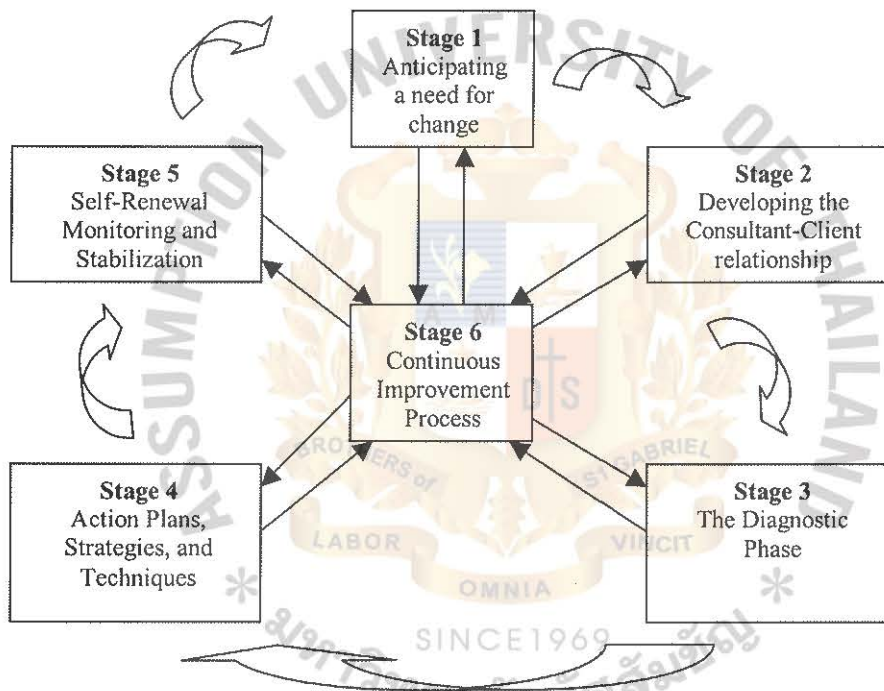 Stage 1
Anticipating
a need for
change
Stage 5
Self-Renewal
Monitoring and
Stabilization
Stage 2
Developing the
Consultant-Client
relationship
Stage 6
Continuous
Improvement
Process
Stage 4
Action Plans,
Strategies, and
Techniques
Stage 3
The Diagnostic
Phase
ASSUMPTION UNIVERSITY OF THAILAND
A M
D S
BROTHERS of St GABRIEL
LABOR
OMNIA
VINCIT
SINCE1969